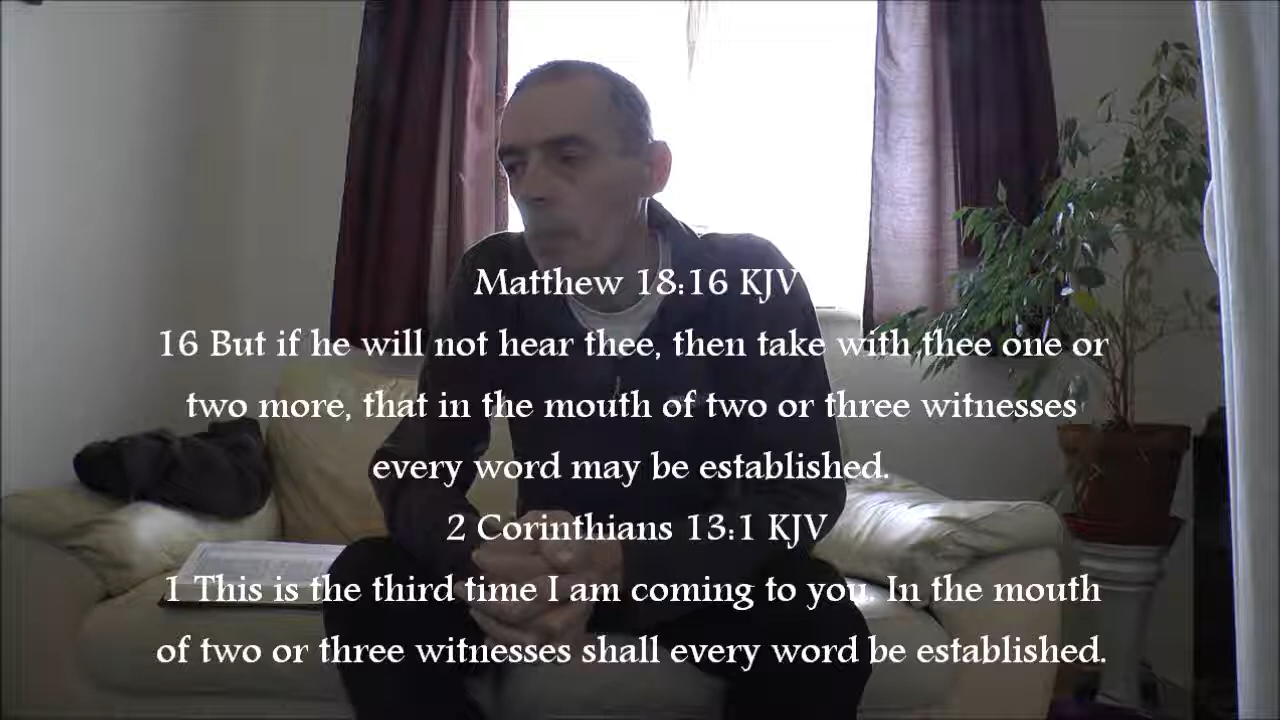 Matthew 18:16 KJV
16 But if he will not hear thee, then take with thee one or
two more, that in the mouth of two or three witnesses
every word may be established.
2 Corinthians 13:1 KJV
1 This is the third time I am coming to you. In the mouth
of two or three witnesses shall every word be established.